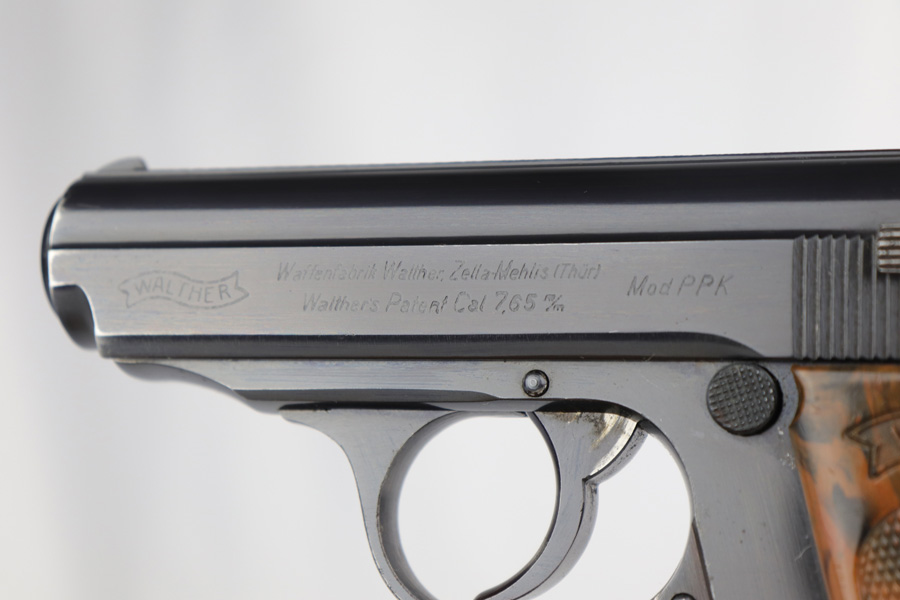 WALTHER
Waffenfabrik Walther, Zella-Mehlis (Thür)
Walther's Patent Cal 7,65 m/m
Mod PPK